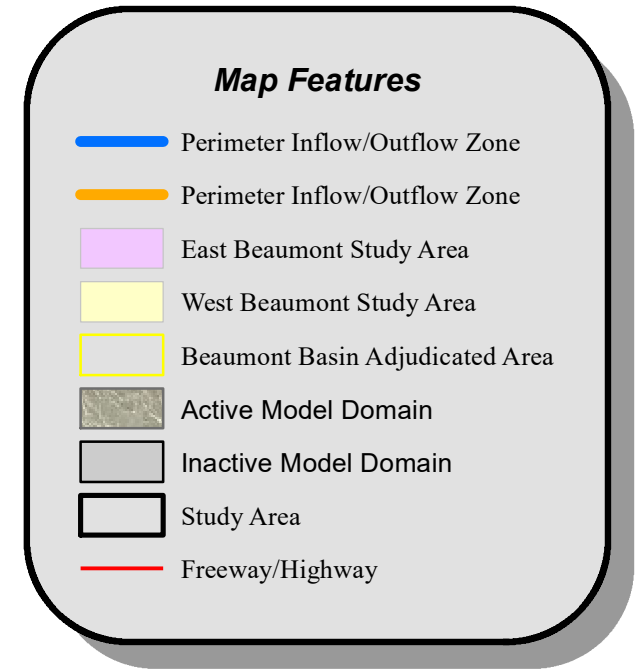 Map Features
Perimeter Inflow/Outflow Zone
Perimeter Inflow/Outflow Zone
East Beaumont Study Area
West Beaumont Study Area
Beaumont Basin Adjudicated Area
Active Model Domain
Inactive Model Domain
Study Area
Freeway/Highway